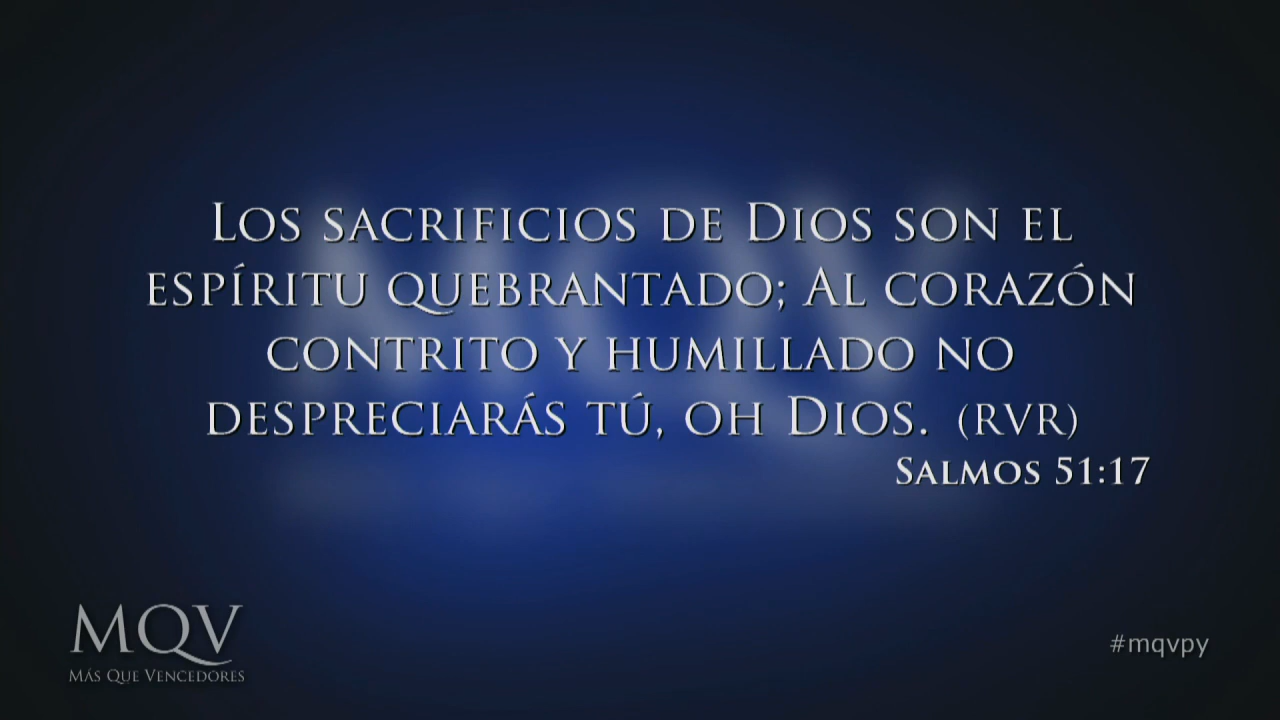 Los sacrificios de Dios son el
espíritu quebrantado; Al corazón
contrito y humillado no
despreciarás tú, oh Dios. (RVR)
Salmos 51:17
MQV
Más Que Vencedores
#mqvpy